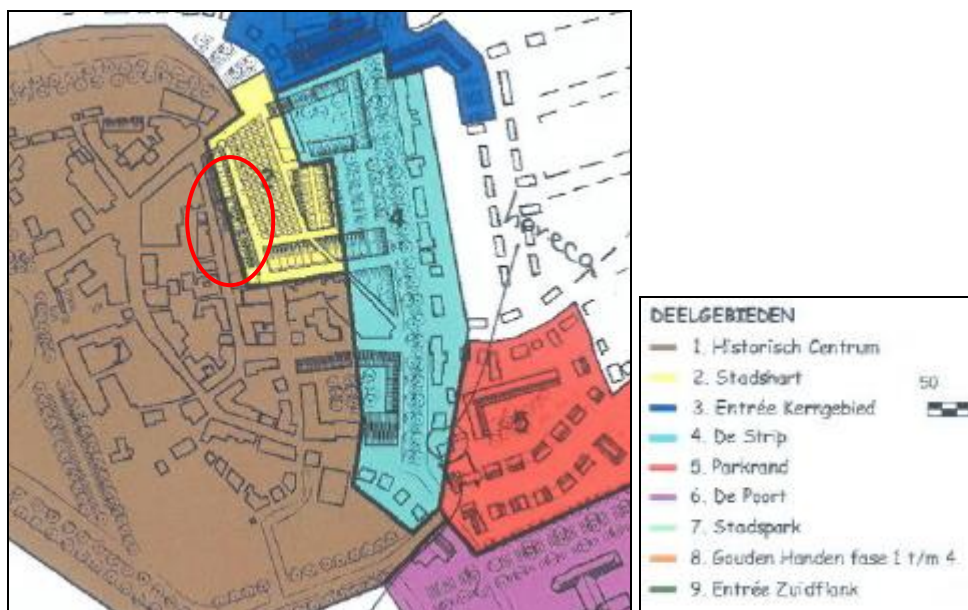 4
horeca
5
DEELGEBIEDEN
1. Historisch Centrum
2. Stadshart
50
3. Entrée Kerngebied
4. De Strip
5. Parkrand
6. De Poort
7. Stadspark
8. Gouden Handen fase 1 t/m 4
9. Entrée Zuidflank